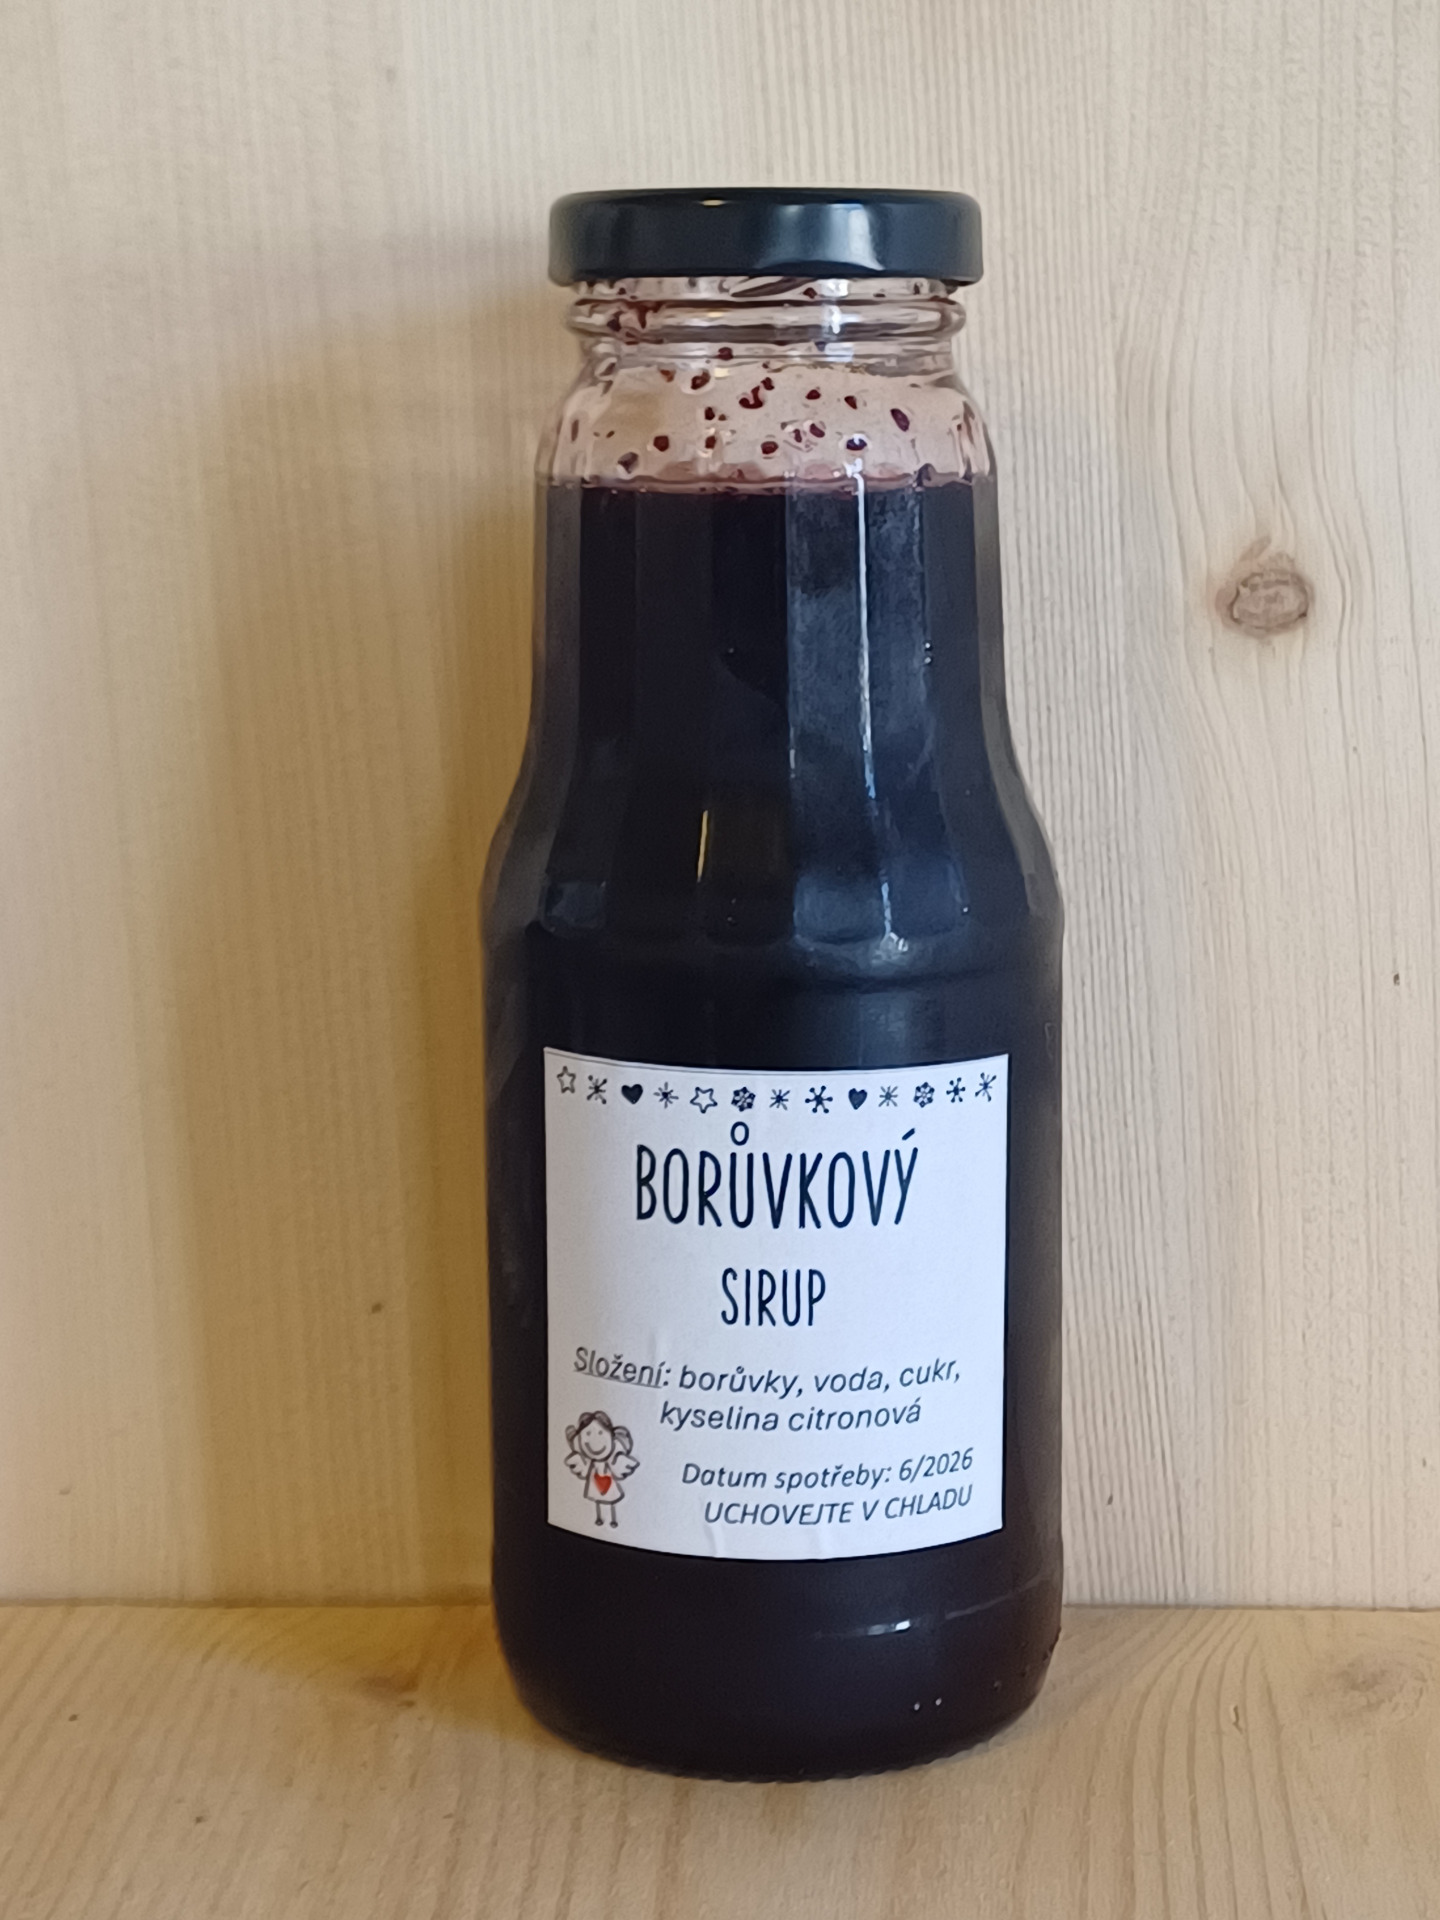 BORŮVKOVÝ
SIRUP
Složení: borůvky, voda, cukr,
kyselina citronová
Datum spotřeby: 6/2026
UCHOVEJTE V CHLADU